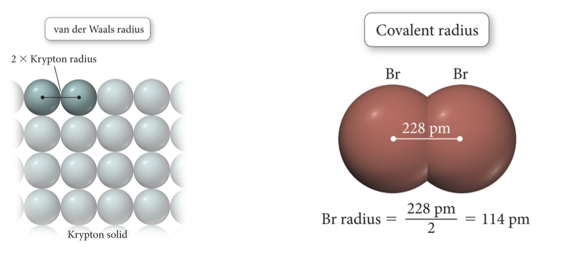 van der Waals radius
2 × Krypton radius
Krypton solid
Covalent radius
Br Br
228 pm
Br radius = 228 pm / 2 = 114 pm